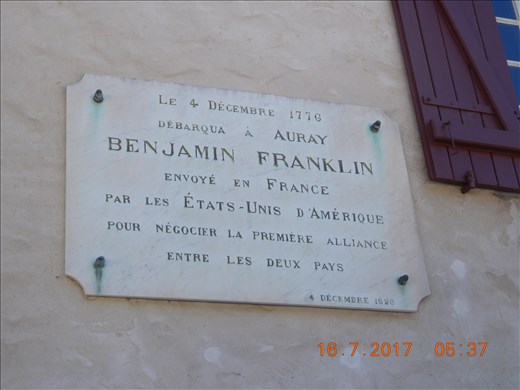 LE 4 DÉCEMBRE 1776
DÉBARQUA À AURAY
BENJAMIN FRANKLIN
ENVOYÉ EN FRANCE
PAR LES ÉTATS-UNIS D'AMÉRIQUE
POUR NÉGOCIER LA PREMIÈRE ALLIANCE
ENTRE LES DEUX PAYS
4 DÉCEMBRE
16.7.2017 05:37